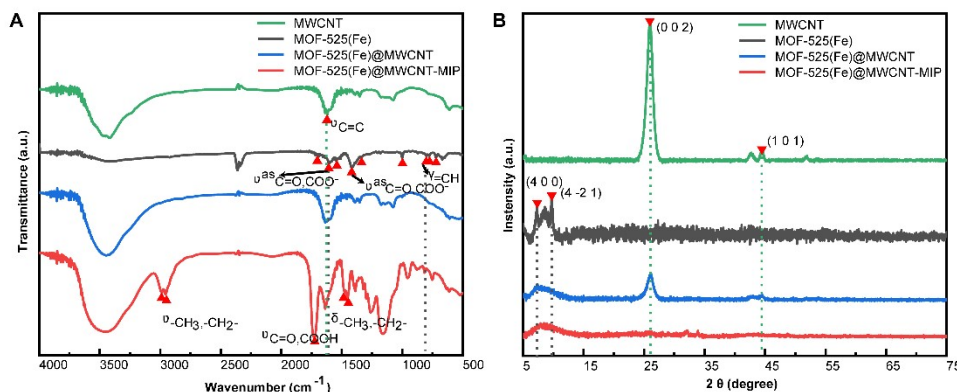 A
MWCNT
MOF-525(Fe)
MOF-525(Fe)@MWCNT
MOF-525(Fe)@MWCNT-MIP
υC=C
υas C=O,COO-
υas C=O,COO-
γ=CH
υ-CH3,-CH2-
δ-CH3,-CH2-
υC=O,COOH
Transmittance (a.u.)
4000 3500 3000 2500 2000 1500 1000 500
Wavenumber (cm-1)
B
MWCNT
MOF-525(Fe)
MOF-525(Fe)@MWCNT
MOF-525(Fe)@MWCNT-MIP
(0 0 2)
(1 0 1)
(4 0 0)
(4 -2 1)
Instensity (a.u.)
5 15 25 35 45 55 65 75
2 θ (degree)